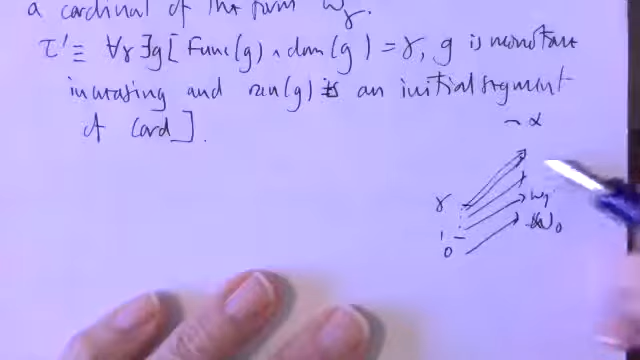 a cardinal of the form ω_γ.
τ' ≡ ∀γ ∃g [ Func(g) ∧ dom(g) = γ, g is monotone
increasing and ran(g) is an initial segment
of Card ] .
¬ α
γ
ω₁
1
ω₀
0